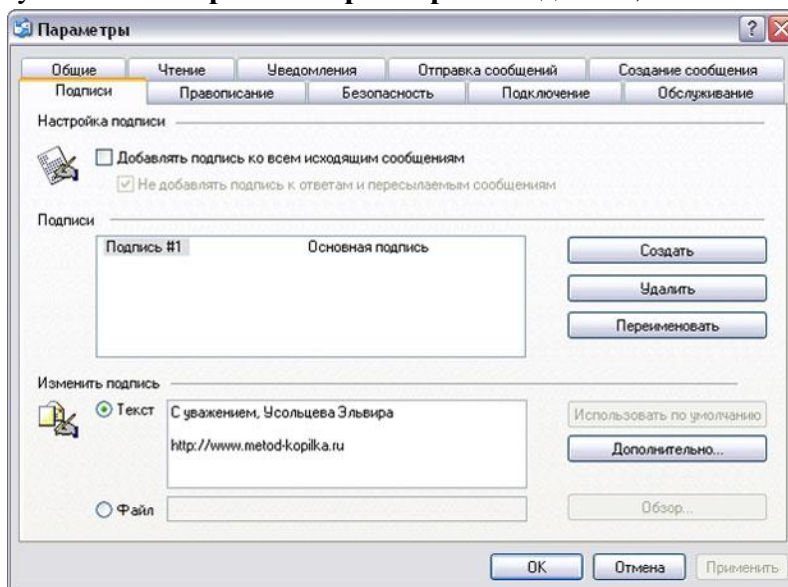 Параметры
Общие Чтение Уведомления Отправка сообщений Создание сообщения
Подписи Правописание Безопасность Подключение Обслуживание
Настройка подписи
Добавлять подпись ко всем исходящим сообщениям
Не добавлять подпись к ответам и пересылаемым сообщениям
Подписи
Подпись #1 Основная подпись
Создать
Удалить
Переименовать
Изменить подпись
Текст
С уважением, Усольцева Эльвира
http://www.metod-kopilka.ru
Использовать по умолчанию
Дополнительно...
Файл
Обзор...
OK Отмена Применить